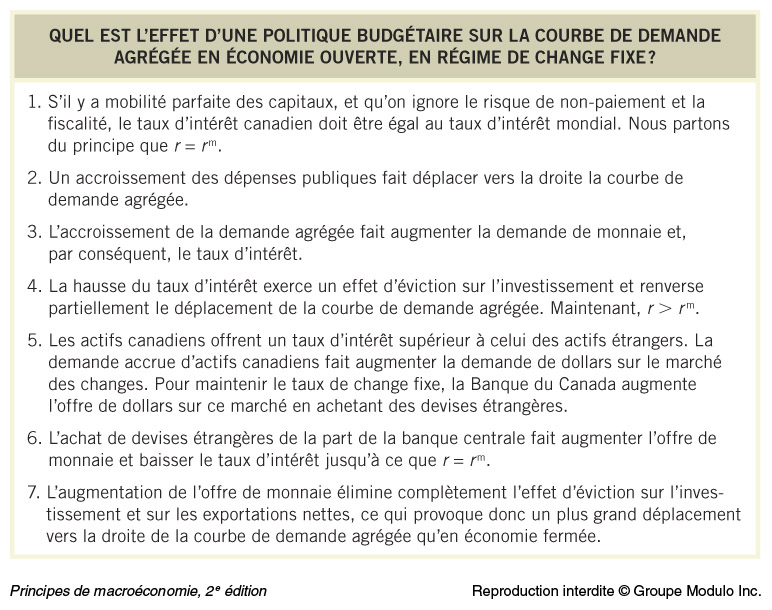 QUEL EST L’EFFET D’UNE POLITIQUE BUDGÉTAIRE SUR LA COURBE DE DEMANDE
AGRÉGÉE EN ÉCONOMIE OUVERTE, EN RÉGIME DE CHANGE FIXE?
1. S’il y a mobilité parfaite des capitaux, et qu’on ignore le risque de non-paiement et la
fiscalité, le taux d’intérêt canadien doit être égal au taux d’intérêt mondial. Nous partons
du principe que r = rᵐ.
2. Un accroissement des dépenses publiques fait déplacer vers la droite la courbe de
demande agrégée.
3. L’accroissement de la demande agrégée fait augmenter la demande de monnaie et,
par conséquent, le taux d’intérêt.
4. La hausse du taux d’intérêt exerce un effet d’éviction sur l’investissement et renverse
partiellement le déplacement de la courbe de demande agrégée. Maintenant, r > rᵐ.
5. Les actifs canadiens offrent un taux d’intérêt supérieur à celui des actifs étrangers. La
demande accrue d’actifs canadiens fait augmenter la demande de dollars sur le marché
des changes. Pour maintenir le taux de change fixe, la Banque du Canada augmente
l’offre de dollars sur ce marché en achetant des devises étrangères.
6. L’achat de devises étrangères de la part de la banque centrale fait augmenter l’offre de
monnaie et baisser le taux d’intérêt jusqu’à ce que r = rᵐ.
7. L’augmentation de l’offre de monnaie élimine complètement l’effet d’éviction sur l’inves-
tissement et sur les exportations nettes, ce qui provoque donc un plus grand déplacement
vers la droite de la courbe de demande agrégée qu’en économie fermée.
Principes de macroéconomie, 2ᵉ édition
Reproduction interdite © Groupe Modulo Inc.